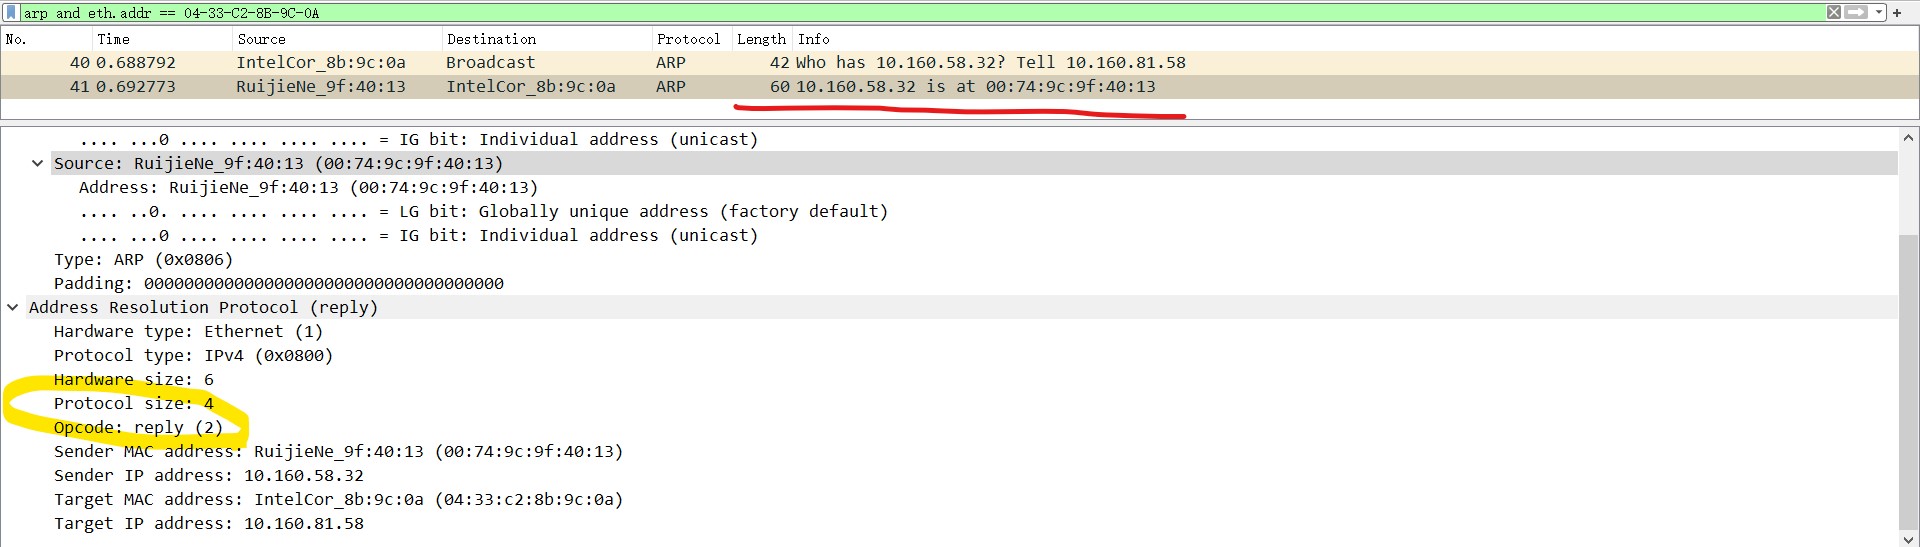 arp and eth.addr == 04-33-C2-8B-9C-0A
No. Time Source Destination Protocol Length Info
40 0.688792 IntelCor_8b:9c:0a Broadcast ARP 42 Who has 10.160.58.32? Tell 10.160.81.58
41 0.692773 RuijieNe_9f:40:13 IntelCor_8b:9c:0a ARP 60 10.160.58.32 is at 00:74:9c:9f:40:13
.... ...0 .... .... .... .... = IG bit: Individual address (unicast)
Source: RuijieNe_9f:40:13 (00:74:9c:9f:40:13)
Address: RuijieNe_9f:40:13 (00:74:9c:9f:40:13)
.... ..0. .... .... .... .... = LG bit: Globally unique address (factory default)
.... ...0 .... .... .... .... = IG bit: Individual address (unicast)
Type: ARP (0x0806)
Padding: 000000000000000000000000000000000000
Address Resolution Protocol (reply)
Hardware type: Ethernet (1)
Protocol type: IPv4 (0x0800)
Hardware size: 6
Protocol size: 4
Opcode: reply (2)
Sender MAC address: RuijieNe_9f:40:13 (00:74:9c:9f:40:13)
Sender IP address: 10.160.58.32
Target MAC address: IntelCor_8b:9c:0a (04:33:c2:8b:9c:0a)
Target IP address: 10.160.81.58